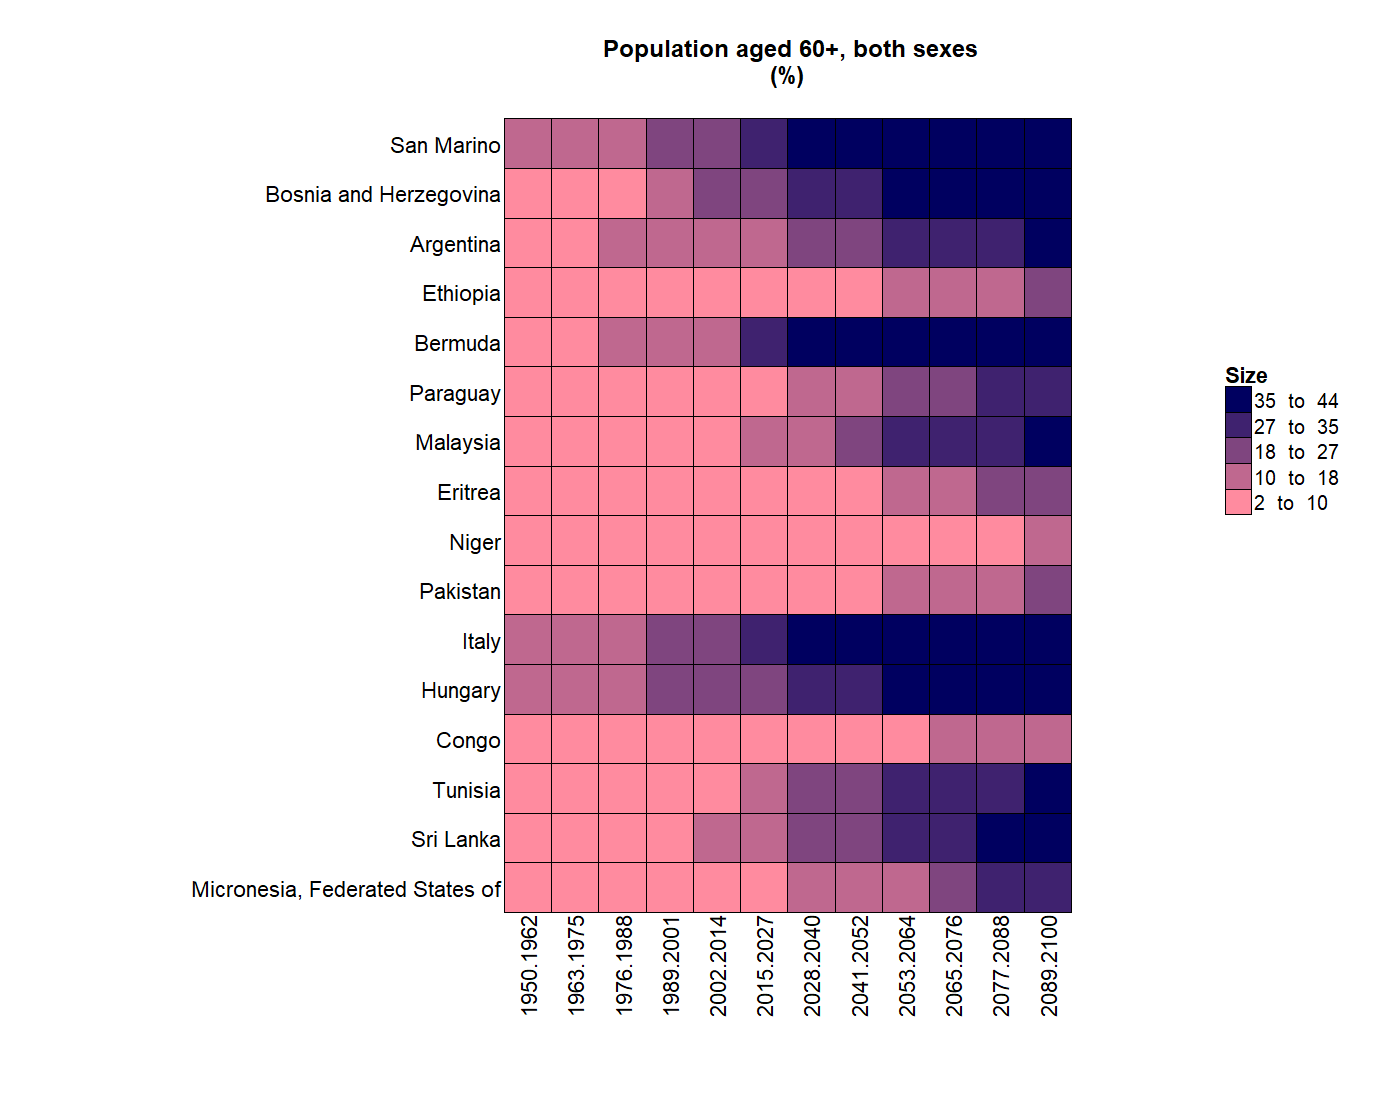 Population aged 60+, both sexes
(%)
San Marino
Bosnia and Herzegovina
Argentina
Ethiopia
Bermuda
Paraguay
Malaysia
Eritrea
Niger
Pakistan
Italy
Hungary
Congo
Tunisia
Sri Lanka
Micronesia, Federated States of
1950.1962
1963.1975
1976.1988
1989.2001
2002.2014
2015.2027
2028.2040
2041.2052
2053.2064
2065.2076
2077.2088
2089.2100
Size
35 to 44
27 to 35
18 to 27
10 to 18
2 to 10